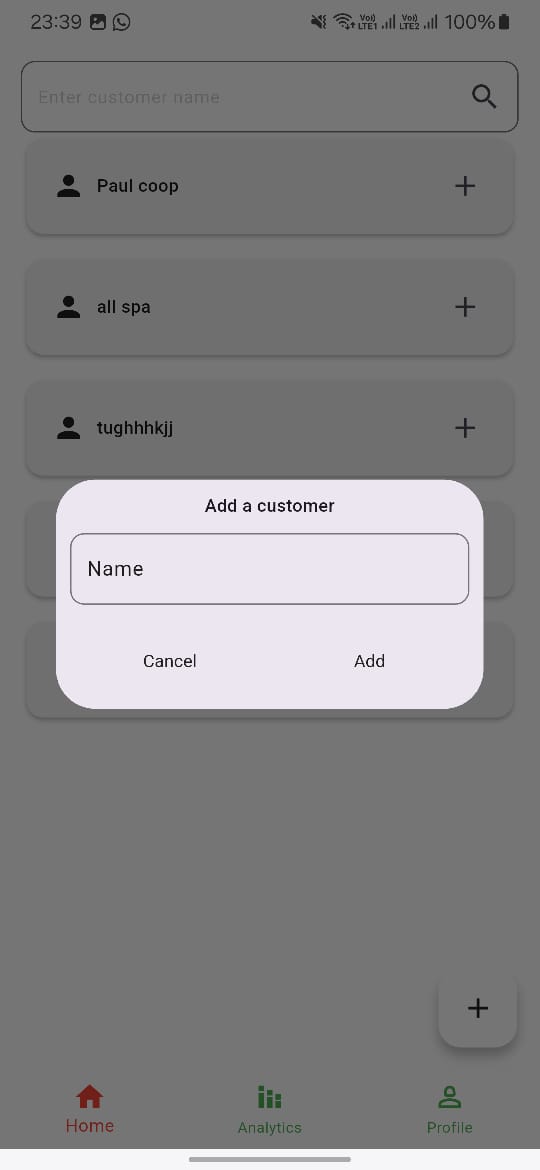 23:39
Vo)) LTE1 Vo)) LTE2 100%
Enter customer name
Paul coop
all spa
tughhhkjj
Add a customer
Name
Cancel Add
Home Analytics Profile